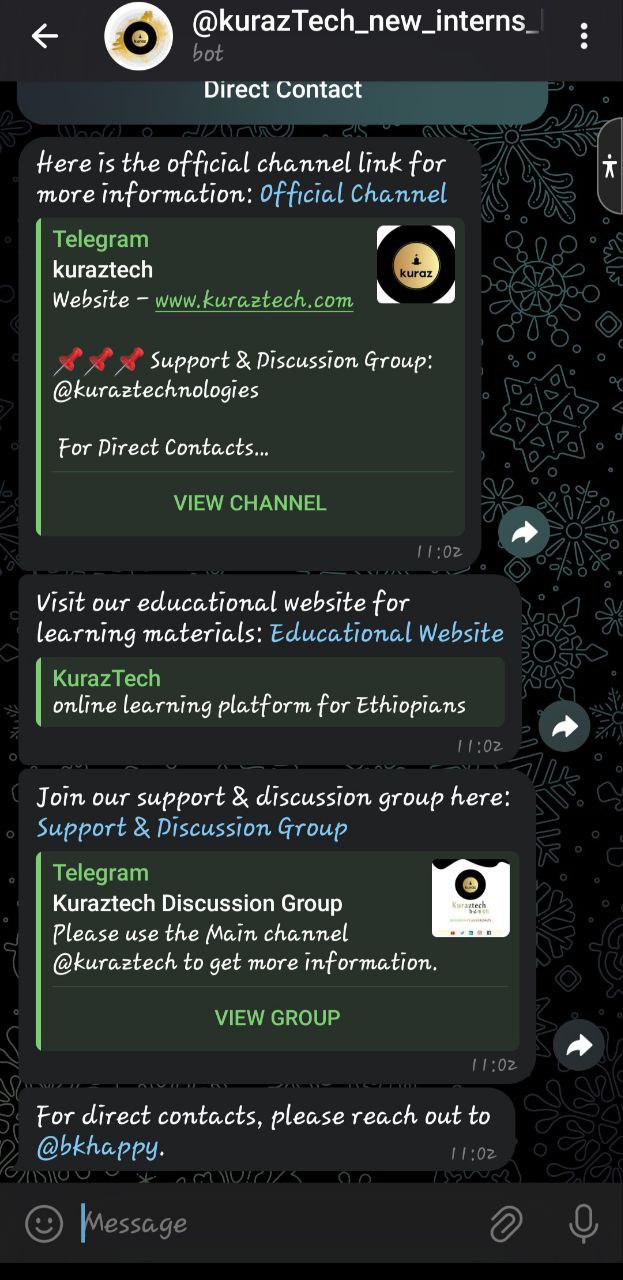 @kurazTech_new_interns_
bot
Direct Contact
Here is the official channel link for
more information: Official Channel
Telegram
kuraztech
Website - www.kuraztech.com
kuraz
📌📌📌 Support & Discussion Group:
@kuraztechnologies
For Direct Contacts...
VIEW CHANNEL
11:02
Visit our educational website for
learning materials: Educational Website
KurazTech
online learning platform for Ethiopians
11:02
Join our support & discussion group here:
Support & Discussion Group
Telegram
Kuraztech Discussion Group
Please use the Main channel
@kuraztech to get more information.
Kuraztech
VIEW GROUP
11:02
For direct contacts, please reach out to
@bkhappy.
11:02
Message